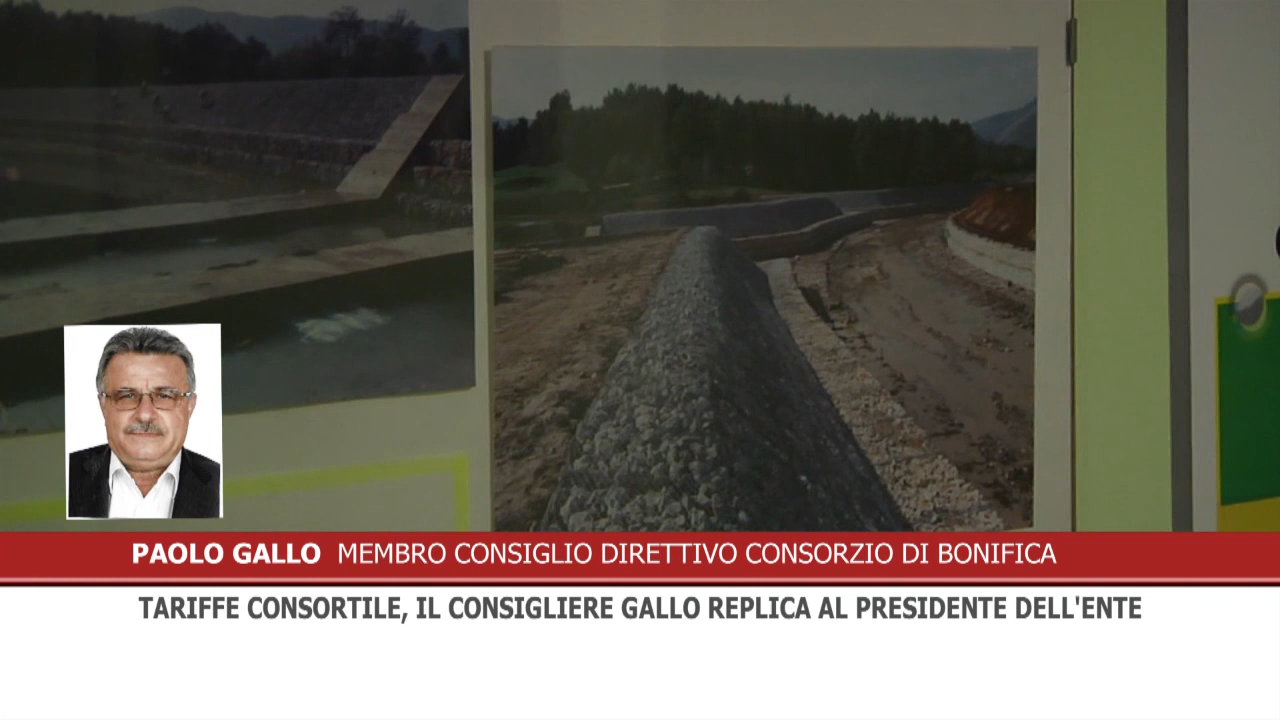 PAOLO GALLO MEMBRO CONSIGLIO DIRETTIVO CONSORZIO DI BONIFICA
TARIFFE CONSORTILE, IL CONSIGLIERE GALLO REPLICA AL PRESIDENTE DELL'ENTE